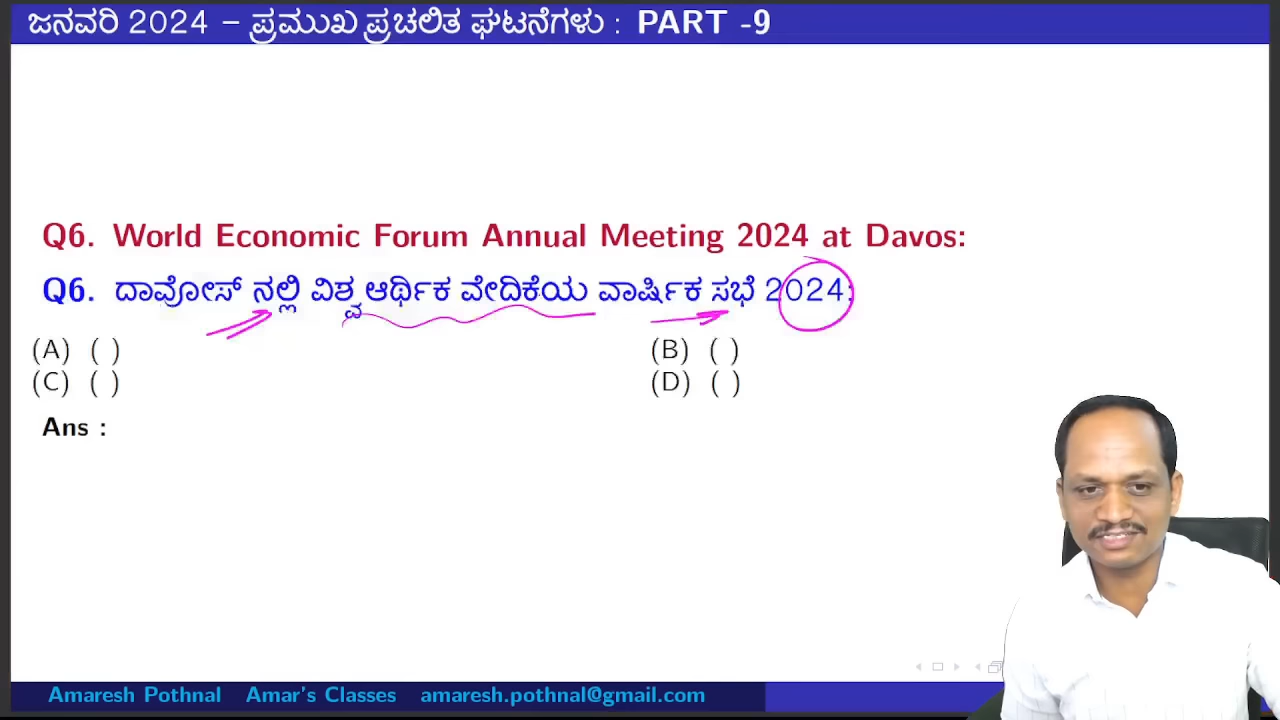 ಜನವರಿ 2024 – ಪ್ರಮುಖ ಪ್ರಚಲಿತ ಘಟನೆಗಳು : PART -9
Q6. World Economic Forum Annual Meeting 2024 at Davos:
Q6. ದಾವೋಸ್ ನಲ್ಲಿ ವಿಶ್ವ ಆರ್ಥಿಕ ವೇದಿಕೆಯ ವಾರ್ಷಿಕ ಸಭೆ 2024:
(A) ( ) (B) ( )
(C) ( ) (D) ( )
Ans :
Amaresh Pothnal Amar's Classes amaresh.pothnal@gmail.com